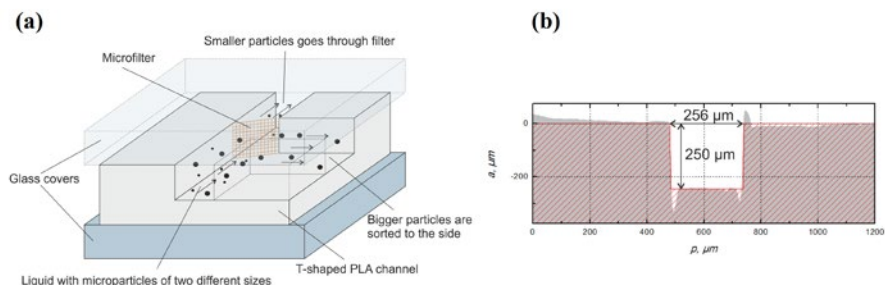 (a)
Smaller particles goes through filter
Microfilter
Glass covers
Bigger particles are
sorted to the side
T-shaped PLA channel
Liquid with microparticles of two different sizes
(b)
256 µm
250 µm
a, µm
0
-200
0 200 400 600 800 1000 1200
p, µm